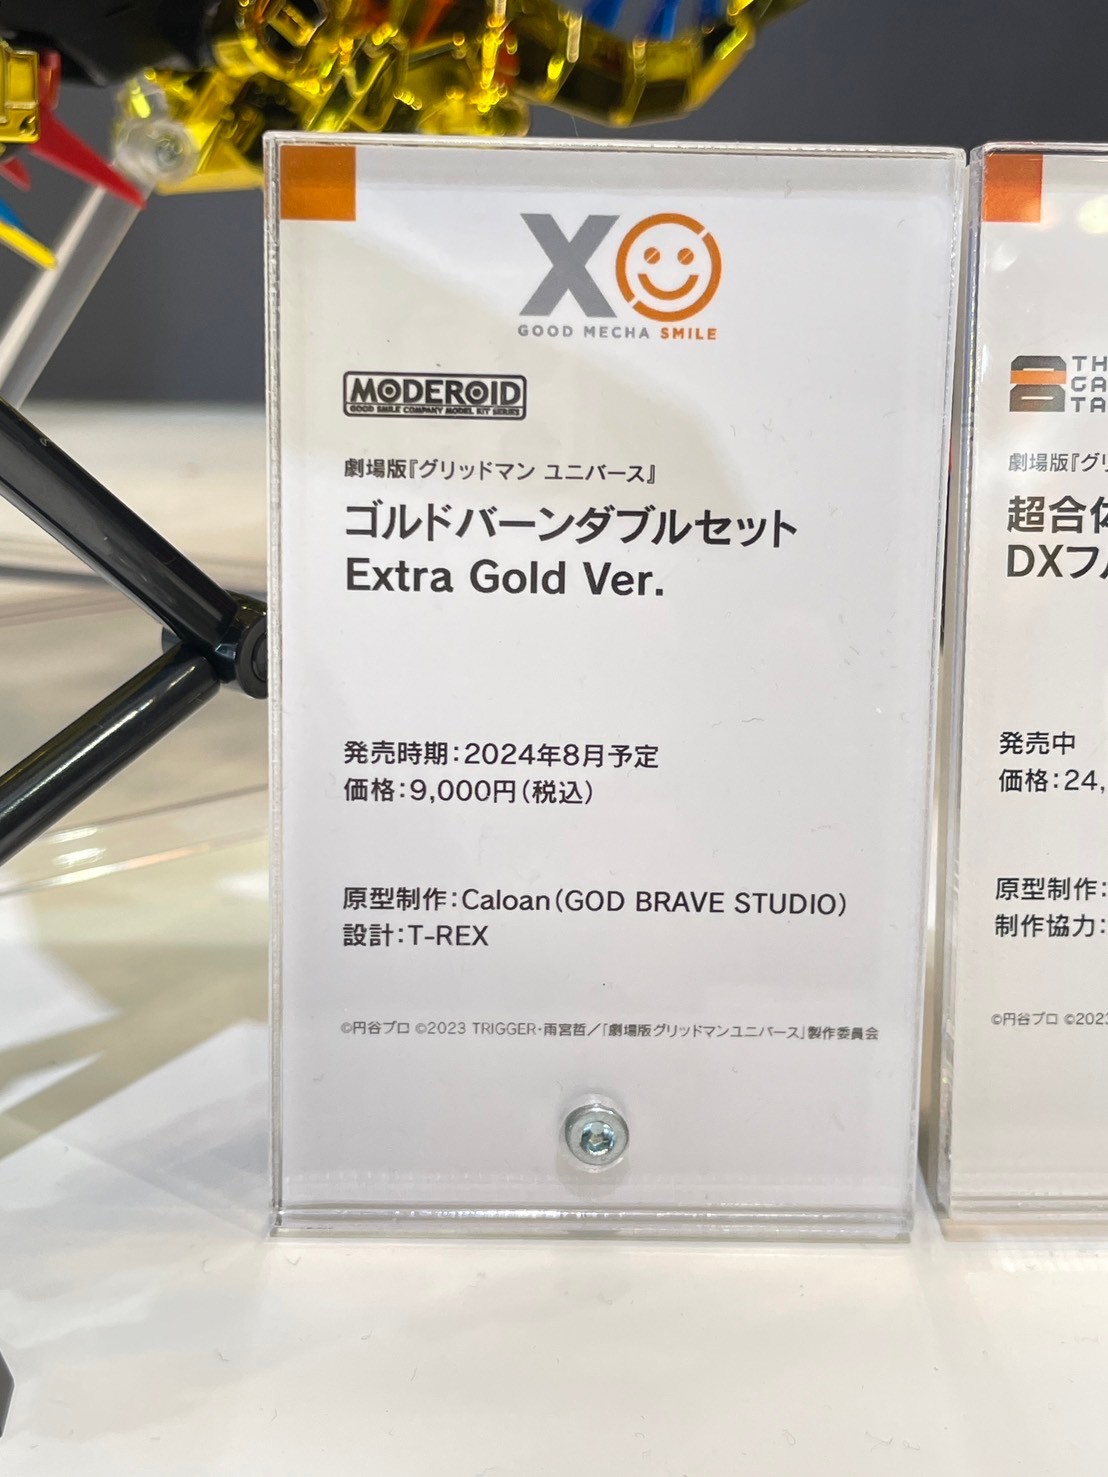 XO
GOOD MECHA SMILE
MODEROID
GOOD SMILE COMPANY MODEL KIT SERIES
劇場版『グリッドマン ユニバース』
ゴルドバーンダブルセット
Extra Gold Ver.
発売時期：2024年8月予定
価格：9,000円（税込）
原型制作：Caloan（GOD BRAVE STUDIO）
設計：T-REX
©円谷プロ ©2023 TRIGGER・雨宮哲／「劇場版グリッドマンユニバース」製作委員会
TH
GA
TA
劇場版『グリ
超合体
DXフル
発売中
価格：24,
原型制作：
制作協力：
©円谷プロ ©2023